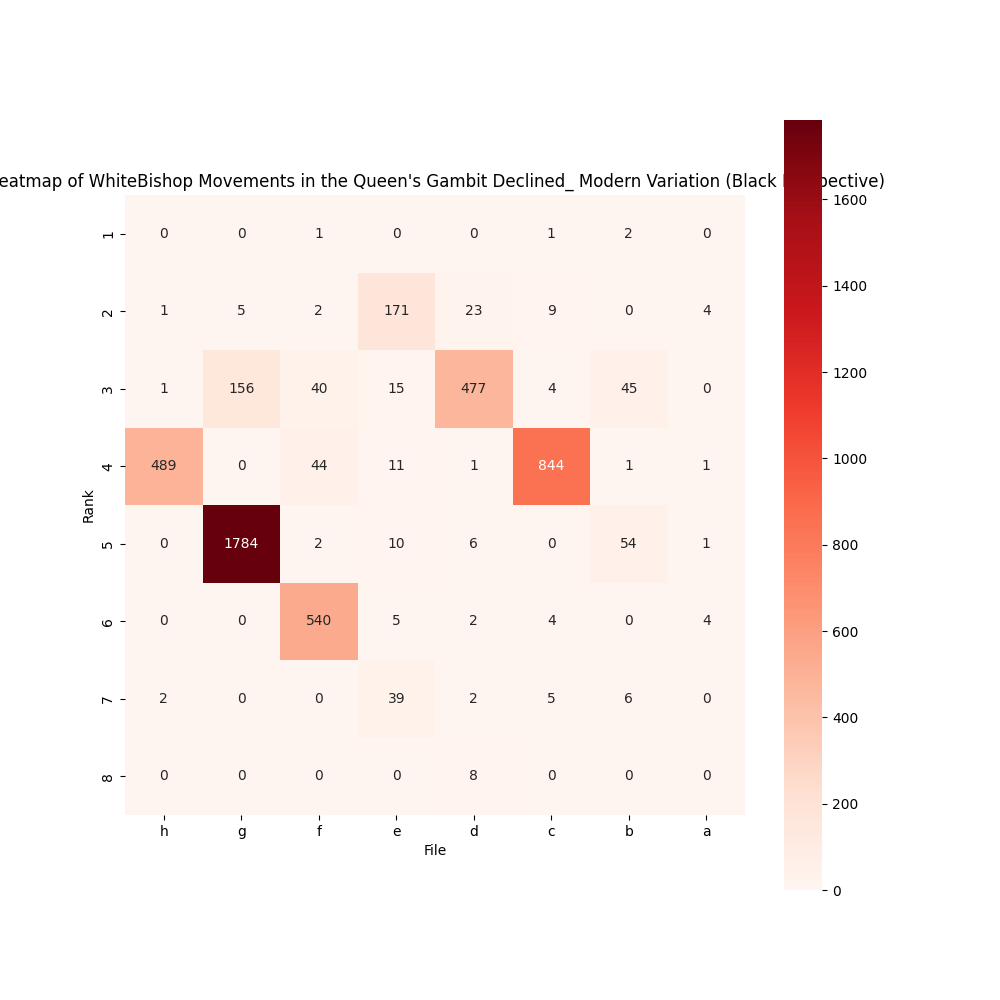 eatmap of WhiteBishop Movements in the Queen's Gambit Declined_ Modern Variation (Black pective)
1 0 0 1 0 0 1 2 0
2 1 5 2 171 23 9 0 4
3 1 156 40 15 477 4 45 0
4 489 0 44 11 1 844 1 1
5 0 1784 2 10 6 0 54 1
6 0 0 540 5 2 4 0 4
7 2 0 0 39 2 5 6 0
8 0 0 0 0 8 0 0 0
h g f e d c b a
File
Rank
1600
1400
1200
1000
800
600
400
200
0